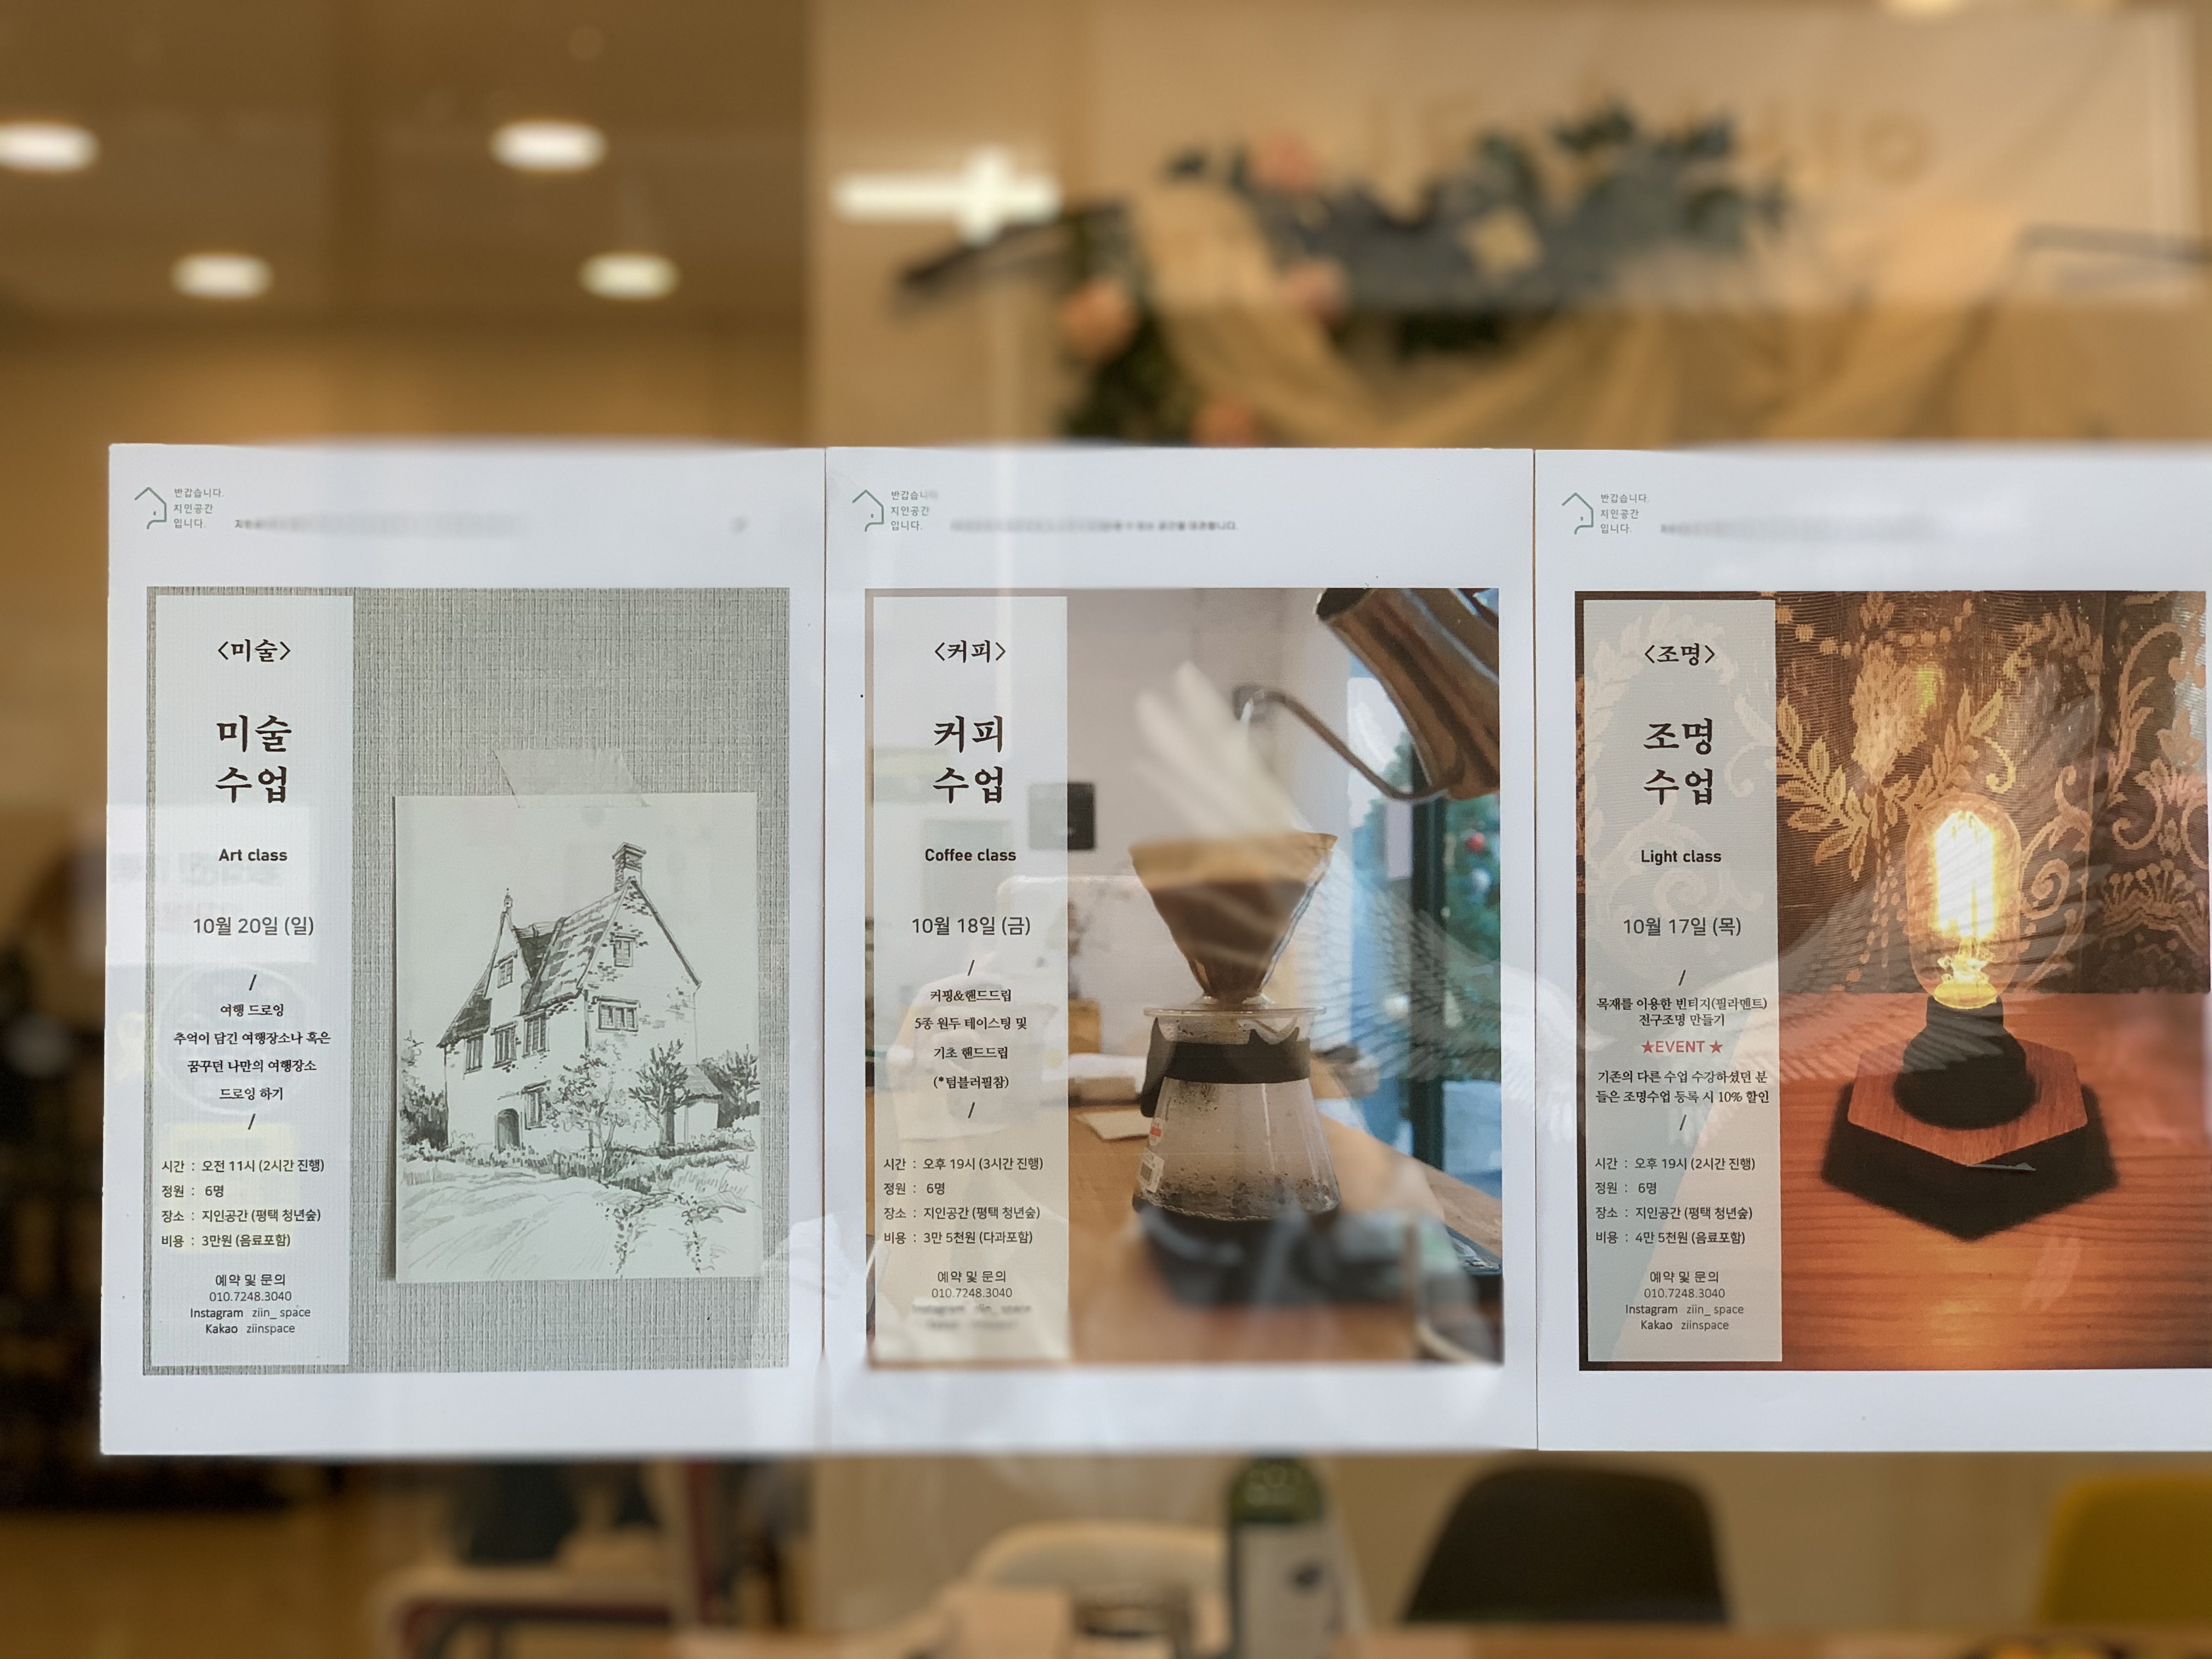 반갑습니다.
지인공간
입니다.
<미술>
미술
수업
Art class
10월 20일 (일)
/
여행 드로잉
추억이 담긴 여행장소나 혹은
꿈꾸던 나만의 여행장소
드로잉 하기
/
시간 : 오전 11시 (2시간 진행)
정원 : 6명
장소 : 지인공간 (평택 청년숲)
비용 : 3만원 (음료포함)
예약 및 문의
010.7248.3040
Instagram ziin_ space
Kakao ziinspace
반갑습니다
지인공간
입니다.
<커피>
커피
수업
Coffee class
10월 18일 (금)
/
커핑&핸드드립
5종 원두 테이스팅 및
기초 핸드드립
(*텀블러필참)
/
시간 : 오후 19시 (3시간 진행)
정원 : 6명
장소 : 지인공간 (평택 청년숲)
비용 : 3만 5천원 (다과포함)
예약 및 문의
010.7248.3040
Instagram ziin_ space
반갑습니다.
지인공간
입니다.
<조명>
조명
수업
Light class
10월 17일 (목)
/
목재를 이용한 빈티지(필라멘트)
전구조명 만들기
★EVENT ★
기존의 다른 수업 수강하셨던 분
들은 조명수업 등록 시 10% 할인
/
시간 : 오후 19시 (2시간 진행)
정원 : 6명
장소 : 지인공간 (평택 청년숲)
비용 : 4만 5천원 (음료포함)
예약 및 문의
010.7248.3040
Instagram ziin_ space
Kakao ziinspace